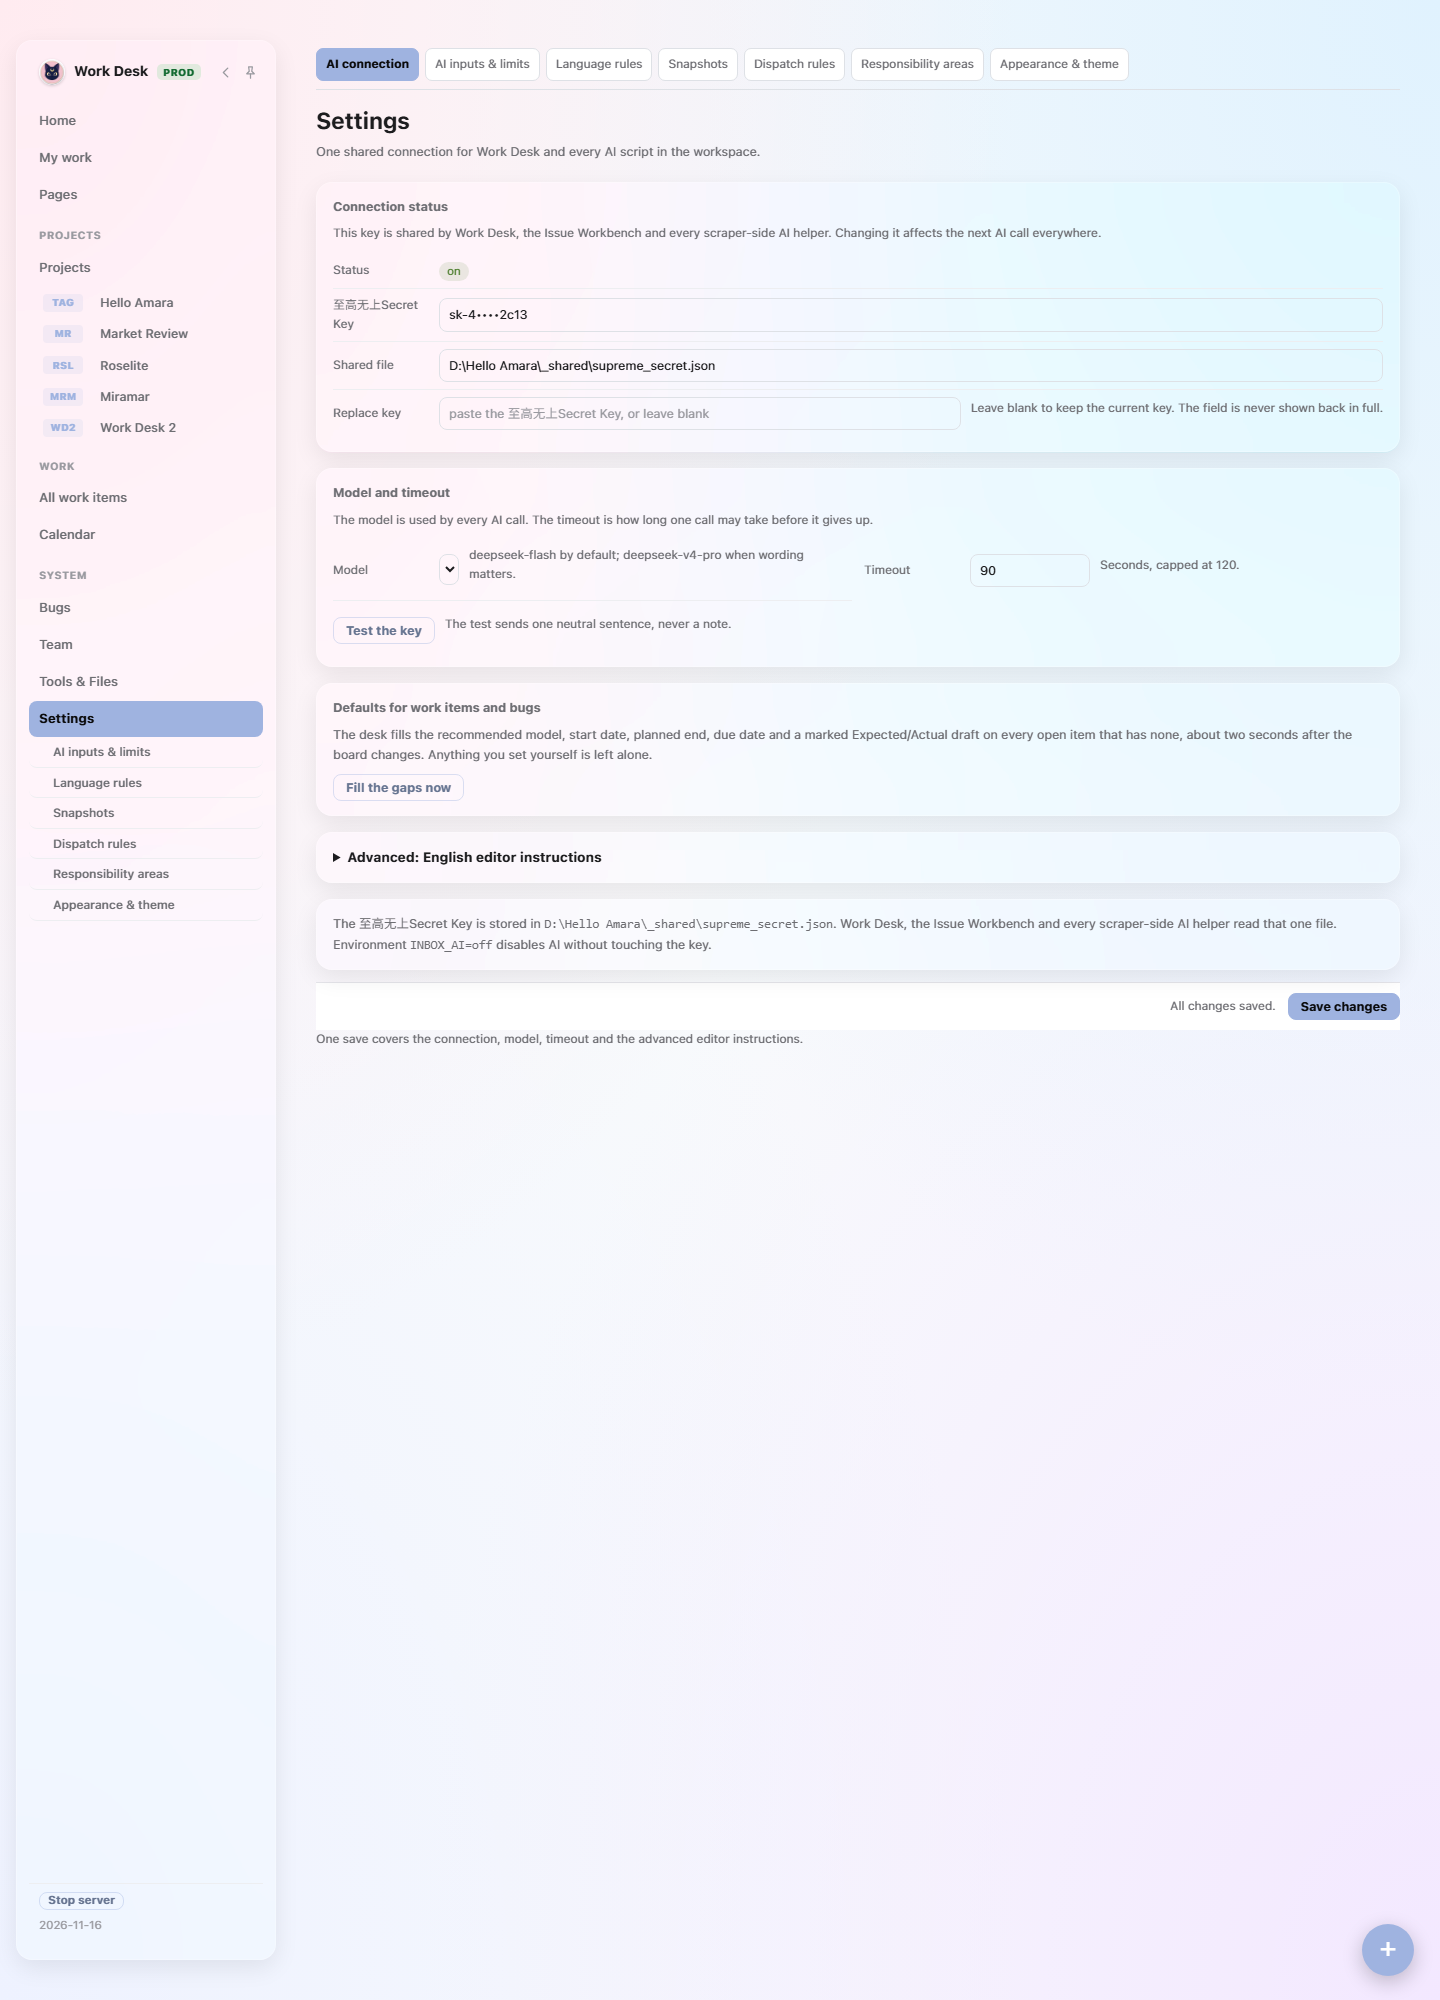 Work Desk PROD
Home
My work
Pages
PROJECTS
Projects
TAG Hello Amara
MR Market Review
RSL Roselite
MRM Miramar
WD2 Work Desk 2
WORK
All work items
Calendar
SYSTEM
Bugs
Team
Tools & Files
Settings
AI inputs & limits
Language rules
Snapshots
Dispatch rules
Responsibility areas
Appearance & theme
Stop server
2026-11-16
AI connection AI inputs & limits Language rules Snapshots Dispatch rules Responsibility areas Appearance & theme
Settings
One shared connection for Work Desk and every AI script in the workspace.
Connection status
This key is shared by Work Desk, the Issue Workbench and every scraper-side AI helper. Changing it affects the next AI call everywhere.
Status on
至高无上Secret
Key
sk-4••••2c13
Shared file D:\Hello Amara\_shared\supreme_secret.json
Replace key paste the 至高无上Secret Key, or leave blank Leave blank to keep the current key. The field is never shown back in full.
Model and timeout
The model is used by every AI call. The timeout is how long one call may take before it gives up.
Model deepseek-flash by default; deepseek-v4-pro when wording
matters.
Timeout 90 Seconds, capped at 120.
Test the key The test sends one neutral sentence, never a note.
Defaults for work items and bugs
The desk fills the recommended model, start date, planned end, due date and a marked Expected/Actual draft on every open item that has none, about two seconds after the
board changes. Anything you set yourself is left alone.
Fill the gaps now
Advanced: English editor instructions
The 至高无上Secret Key is stored in D:\Hello Amara\_shared\supreme_secret.json. Work Desk, the Issue Workbench and every scraper-side AI helper read that one file.
Environment INBOX_AI=off disables AI without touching the key.
All changes saved. Save changes
One save covers the connection, model, timeout and the advanced editor instructions.
+